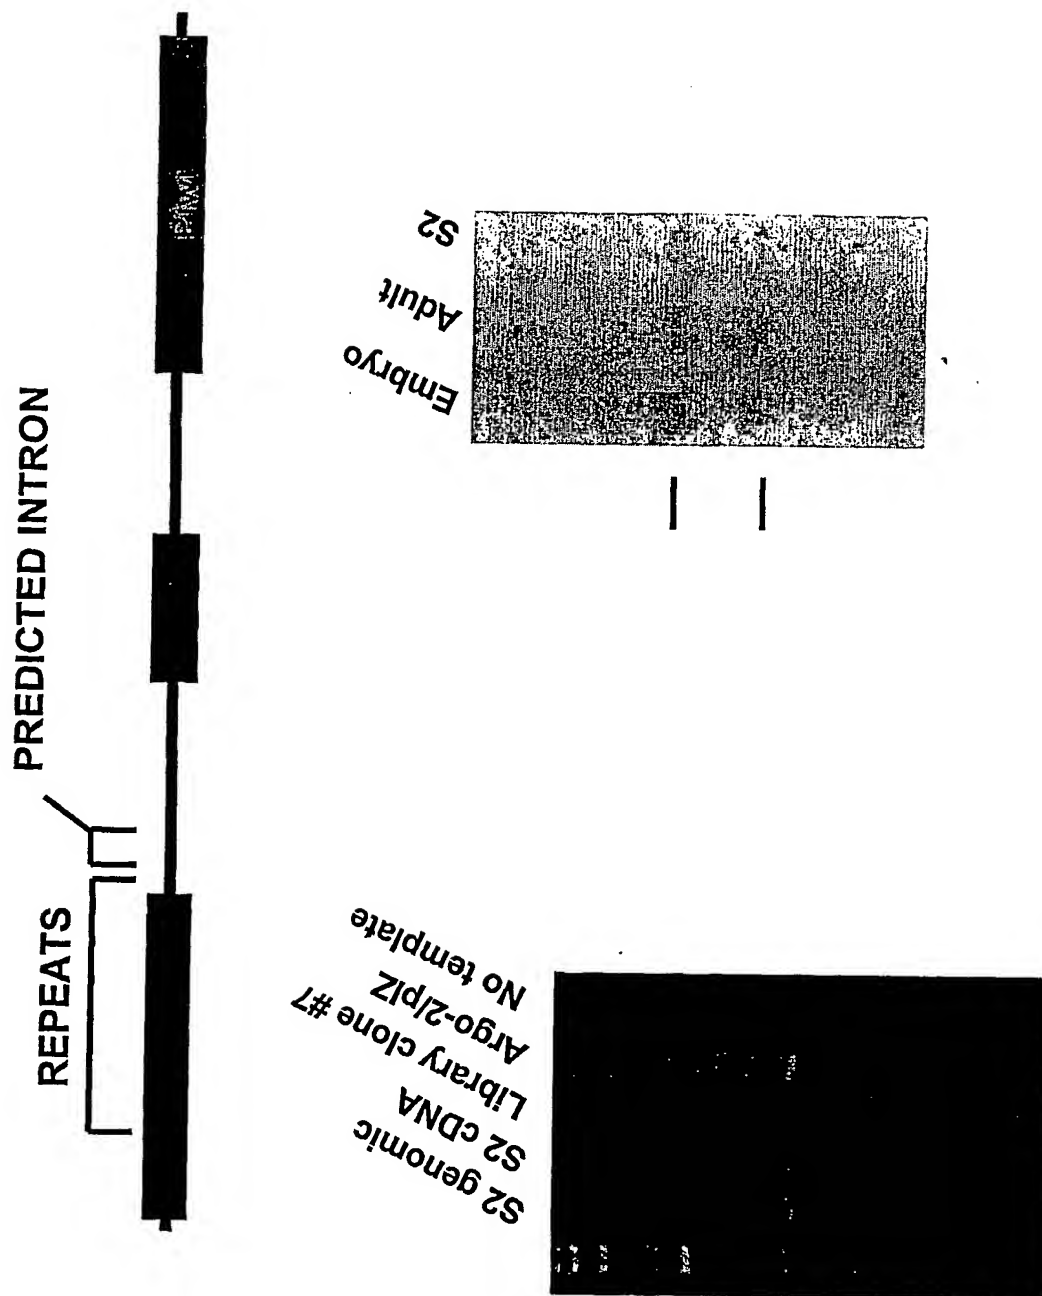 PREDICTED INTRON
REPEATS
Piwi
S2
Adult
Embryo
No template
Argo-2/pIZ
Library clone #7
S2 cDNA
S2 genomic